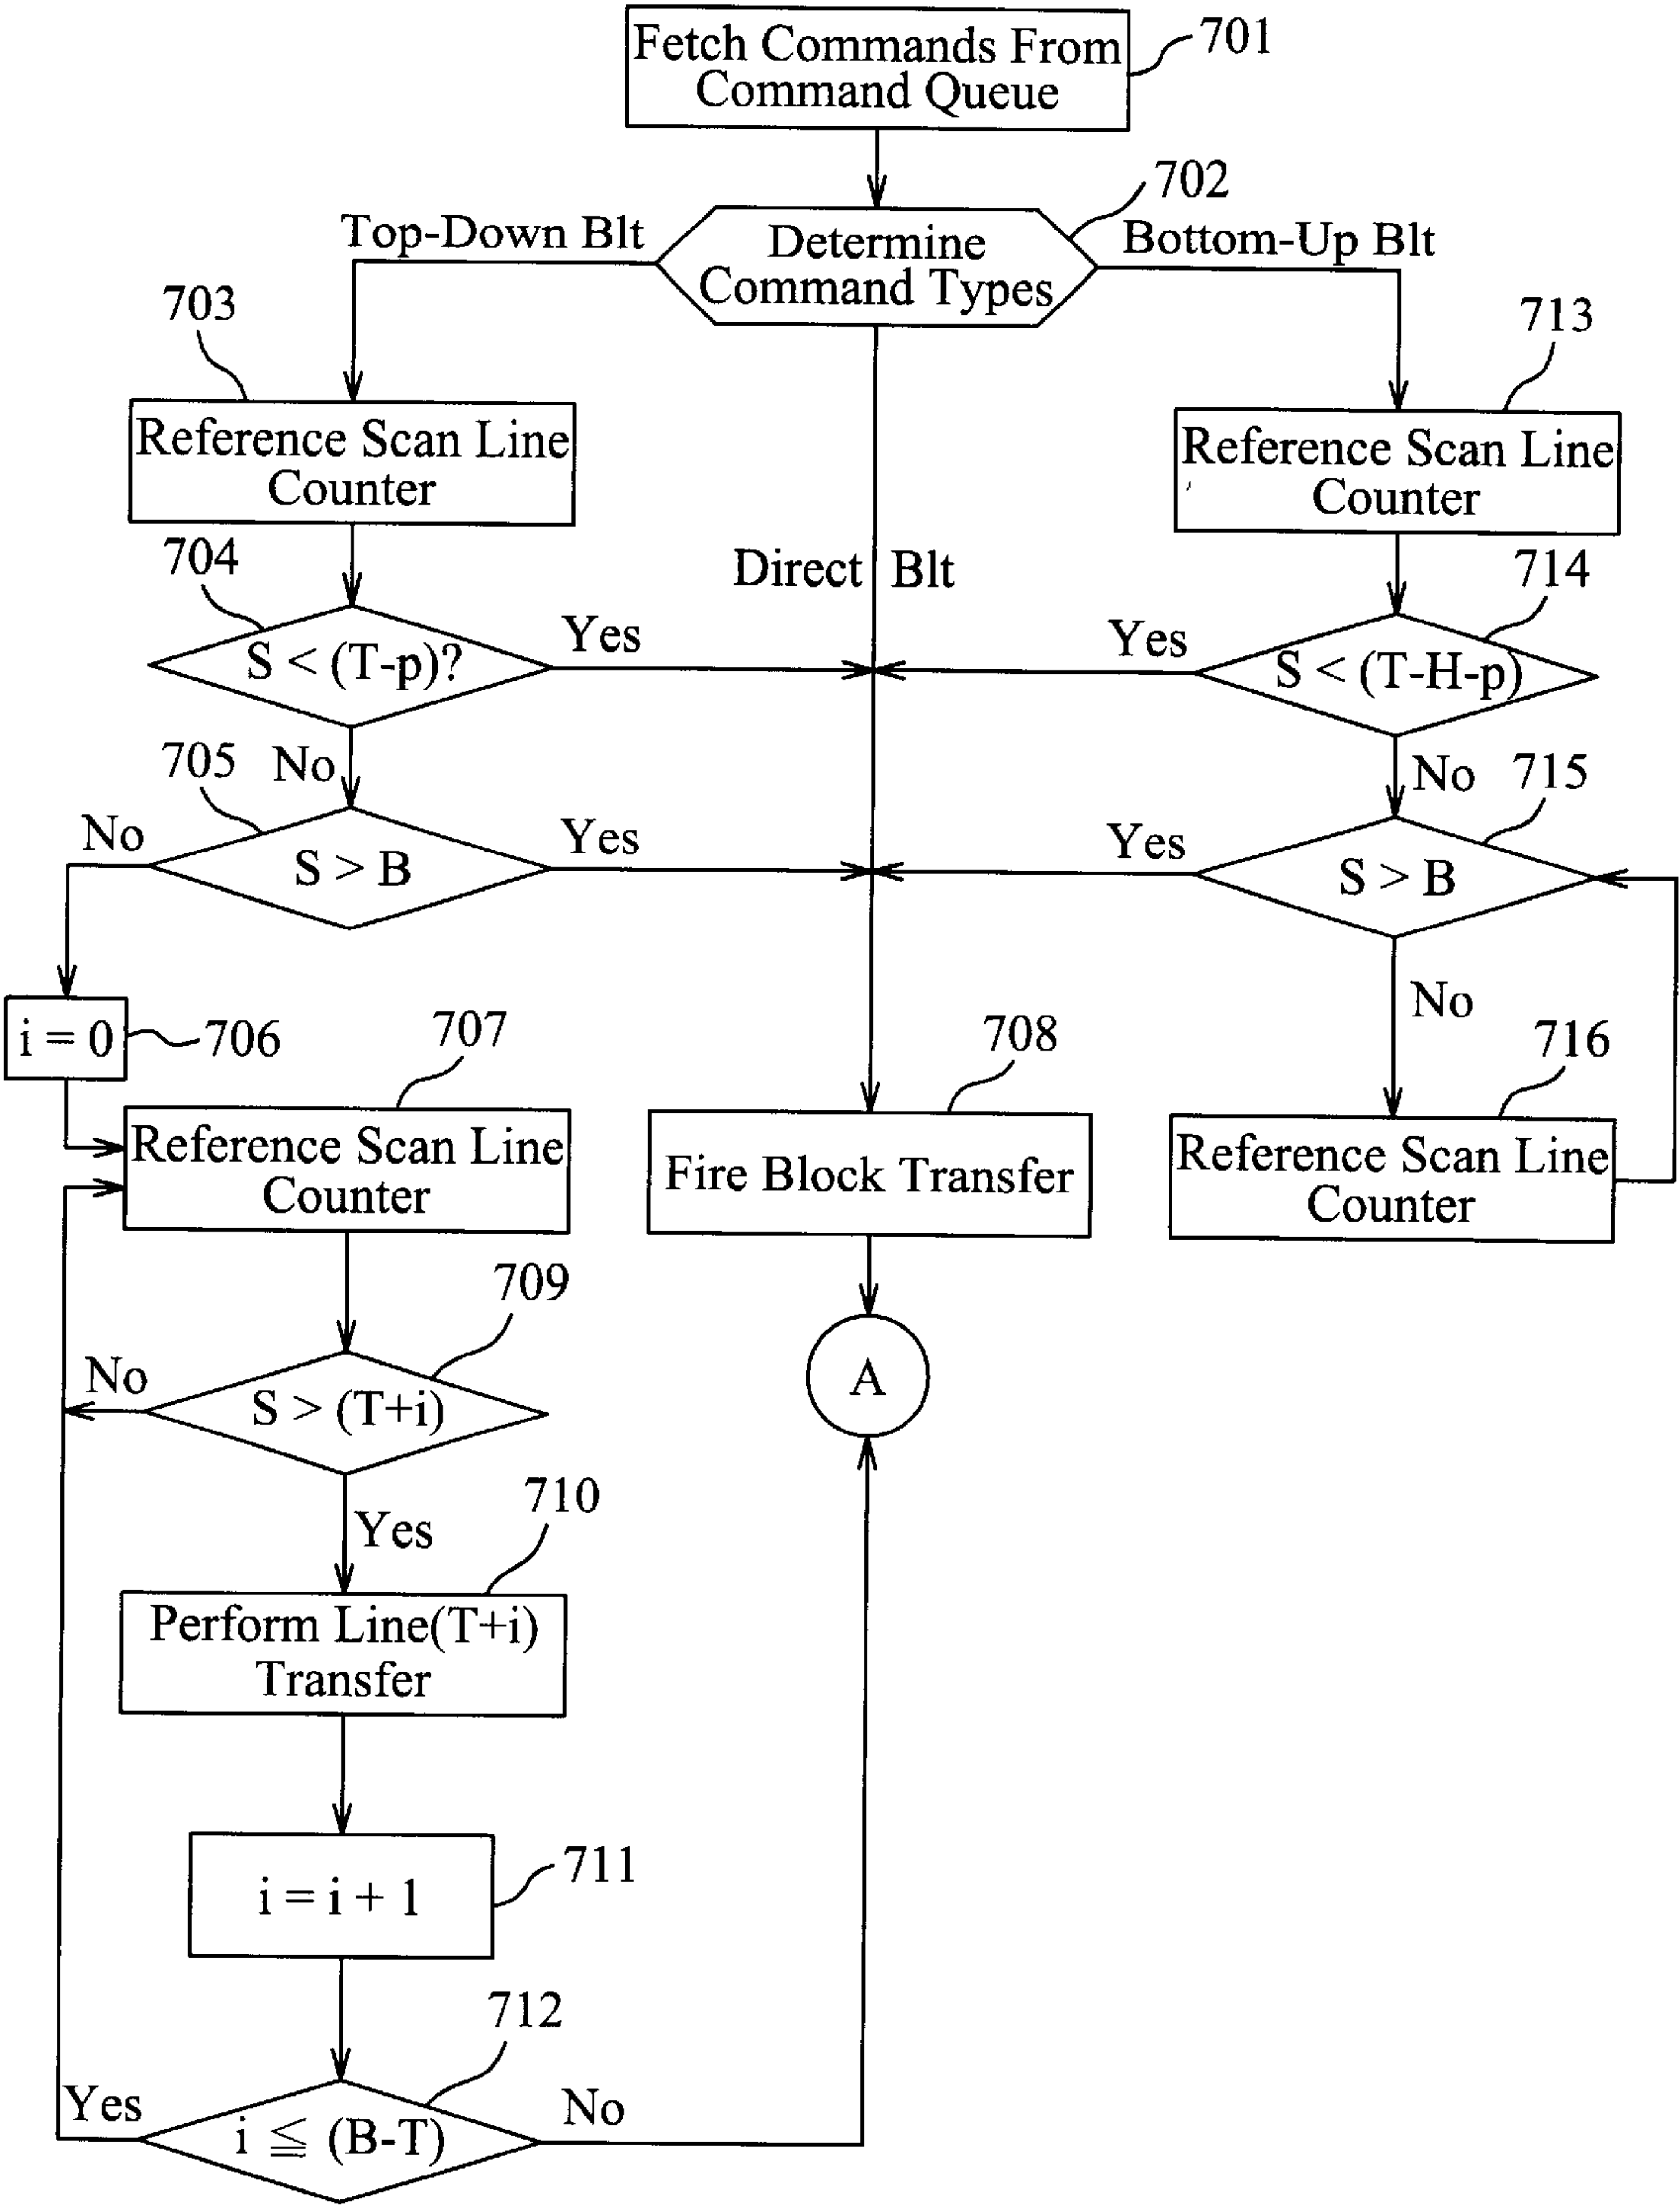 Fetch Commands From
Command Queue
701
702
Top-Down Blt
Determine
Command Types
Bottom-Up Blt
703
713
Reference Scan Line
Counter
Reference Scan Line
Counter
704
Direct Blt
714
S < (T-p)?
Yes
Yes
S < (T-H-p)
705
No
No
715
No
S > B
Yes
Yes
S > B
No
i = 0
706
707
708
716
Reference Scan Line
Counter
Fire Block Transfer
Reference Scan Line
Counter
709
No
S > (T+i)
A
710
Yes
Perform Line(T+i)
Transfer
711
i = i + 1
712
Yes
i ≦ (B-T)
No